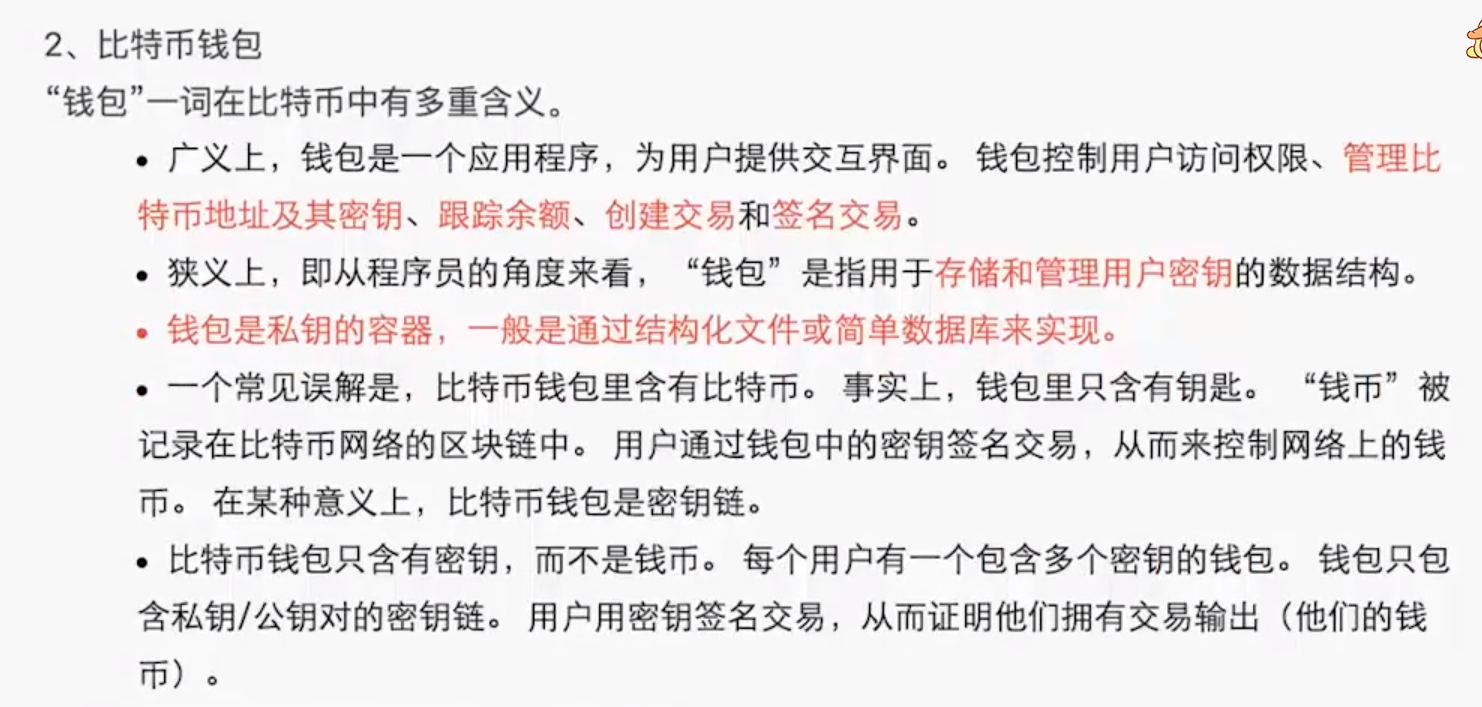 2、比特币钱包
“钱包”一词在比特币中有多重含义。
• 广义上，钱包是一个应用程序，为用户提供交互界面。 钱包控制用户访问权限、管理比
特币地址及其密钥、跟踪余额、创建交易和签名交易。
• 狭义上，即从程序员的角度来看， “钱包” 是指用于存储和管理用户密钥的数据结构。
• 钱包是私钥的容器，一般是通过结构化文件或简单数据库来实现。
• 一个常见误解是，比特币钱包里含有比特币。 事实上，钱包里只含有钥匙。 “钱币” 被
记录在比特币网络的区块链中。 用户通过钱包中的密钥签名交易，从而来控制网络上的钱
币。 在某种意义上，比特币钱包是密钥链。
• 比特币钱包只含有密钥，而不是钱币。 每个用户有一个包含多个密钥的钱包。 钱包只包
含私钥/公钥对的密钥链。 用户用密钥签名交易，从而证明他们拥有交易输出（他们的钱
币）。